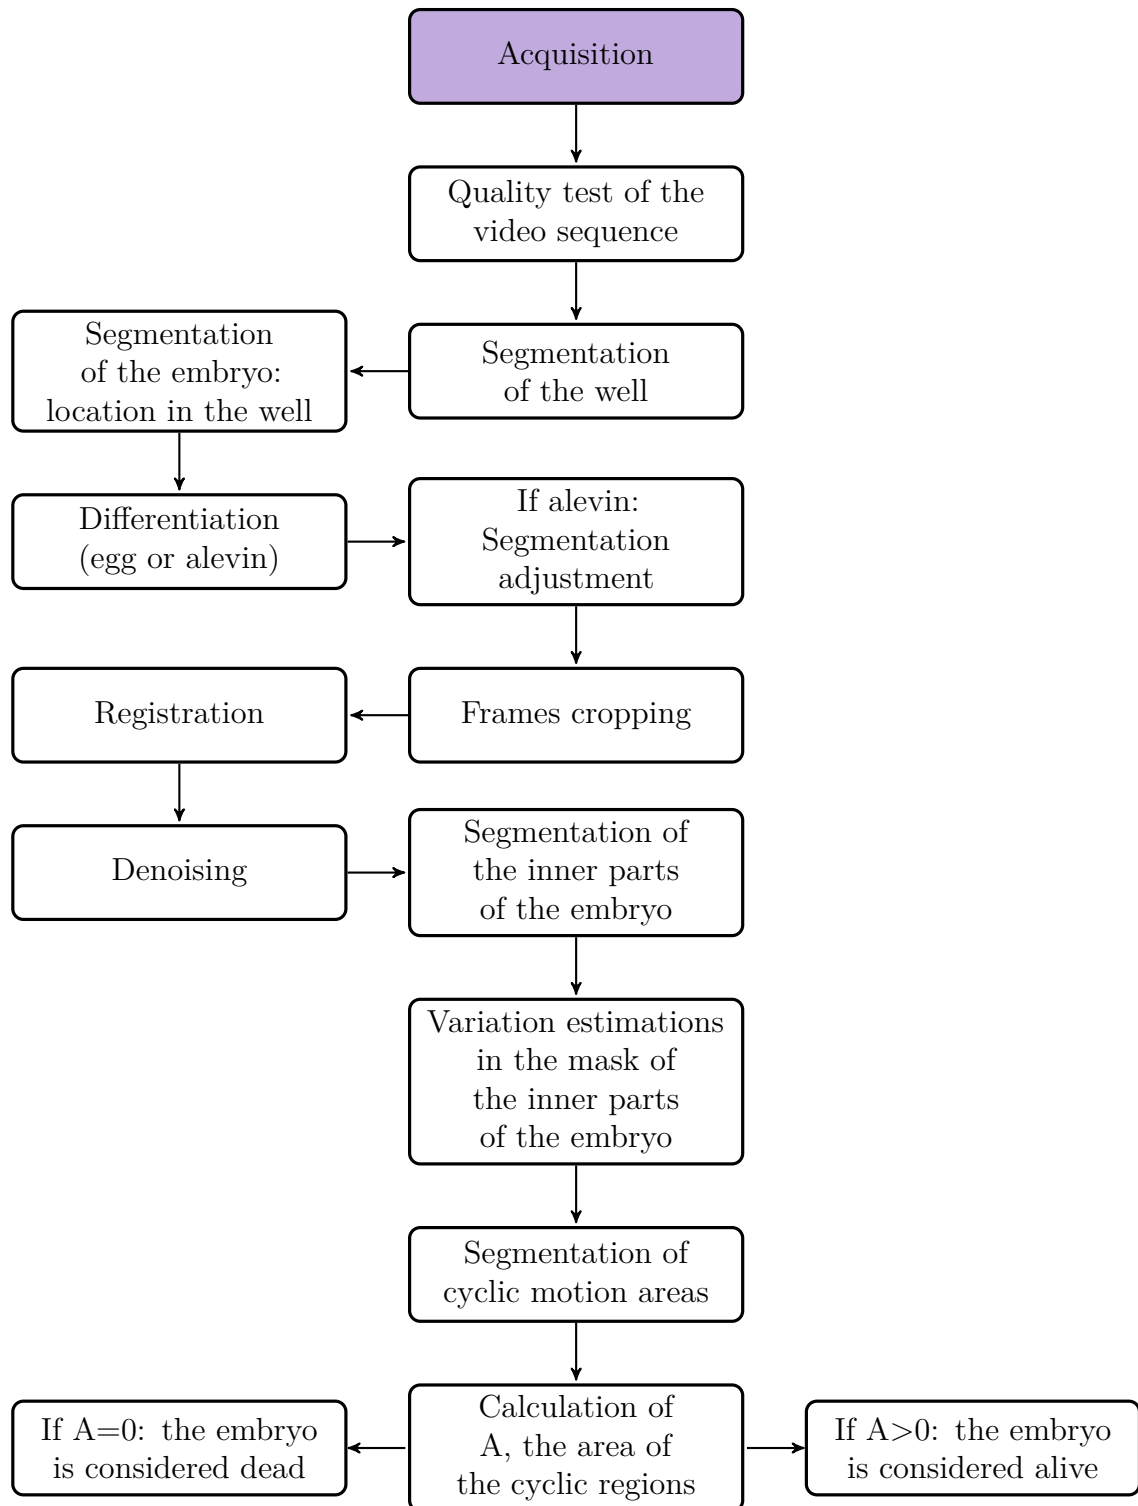 Acquisition
Quality test of the
video sequence
Segmentation
of the well
Segmentation
of the embryo:
location in the well
Differentiation
(egg or alevin)
If alevin:
Segmentation
adjustment
Frames cropping
Registration
Denoising
Segmentation of
the inner parts
of the embryo
Variation estimations
in the mask of
the inner parts
of the embryo
Segmentation of
cyclic motion areas
Calculation of
A, the area of
the cyclic regions
If A=0: the embryo
is considered dead
If A>0: the embryo
is considered alive